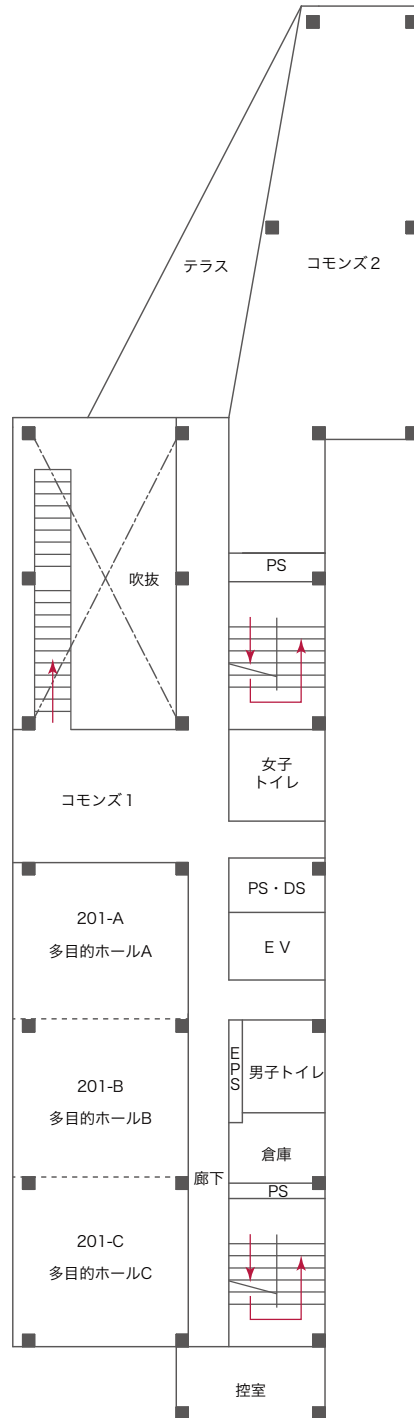 テラス
コモンズ2
PS
吹抜
女子
トイレ
コモンズ1
PS・DS
201-A
多目的ホールA
EV
EPS
男子トイレ
201-B
多目的ホールB
倉庫
廊下
PS
201-C
多目的ホールC
控室